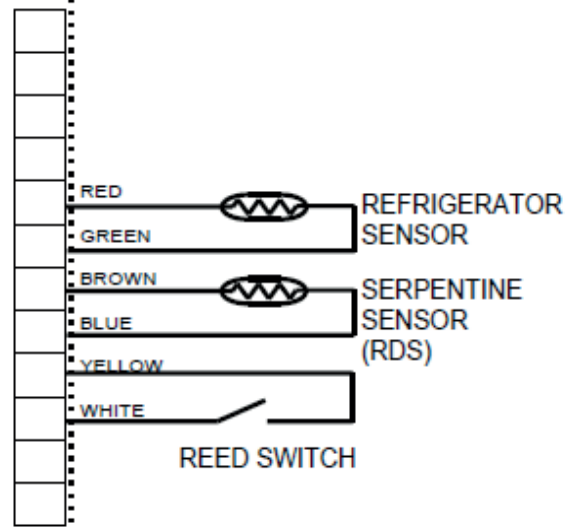 RED
REFRIGERATOR
GREEN
SENSOR
BROWN
SERPENTINE
BLUE
SENSOR
(RDS)
YELLOW
WHITE
REED SWITCH